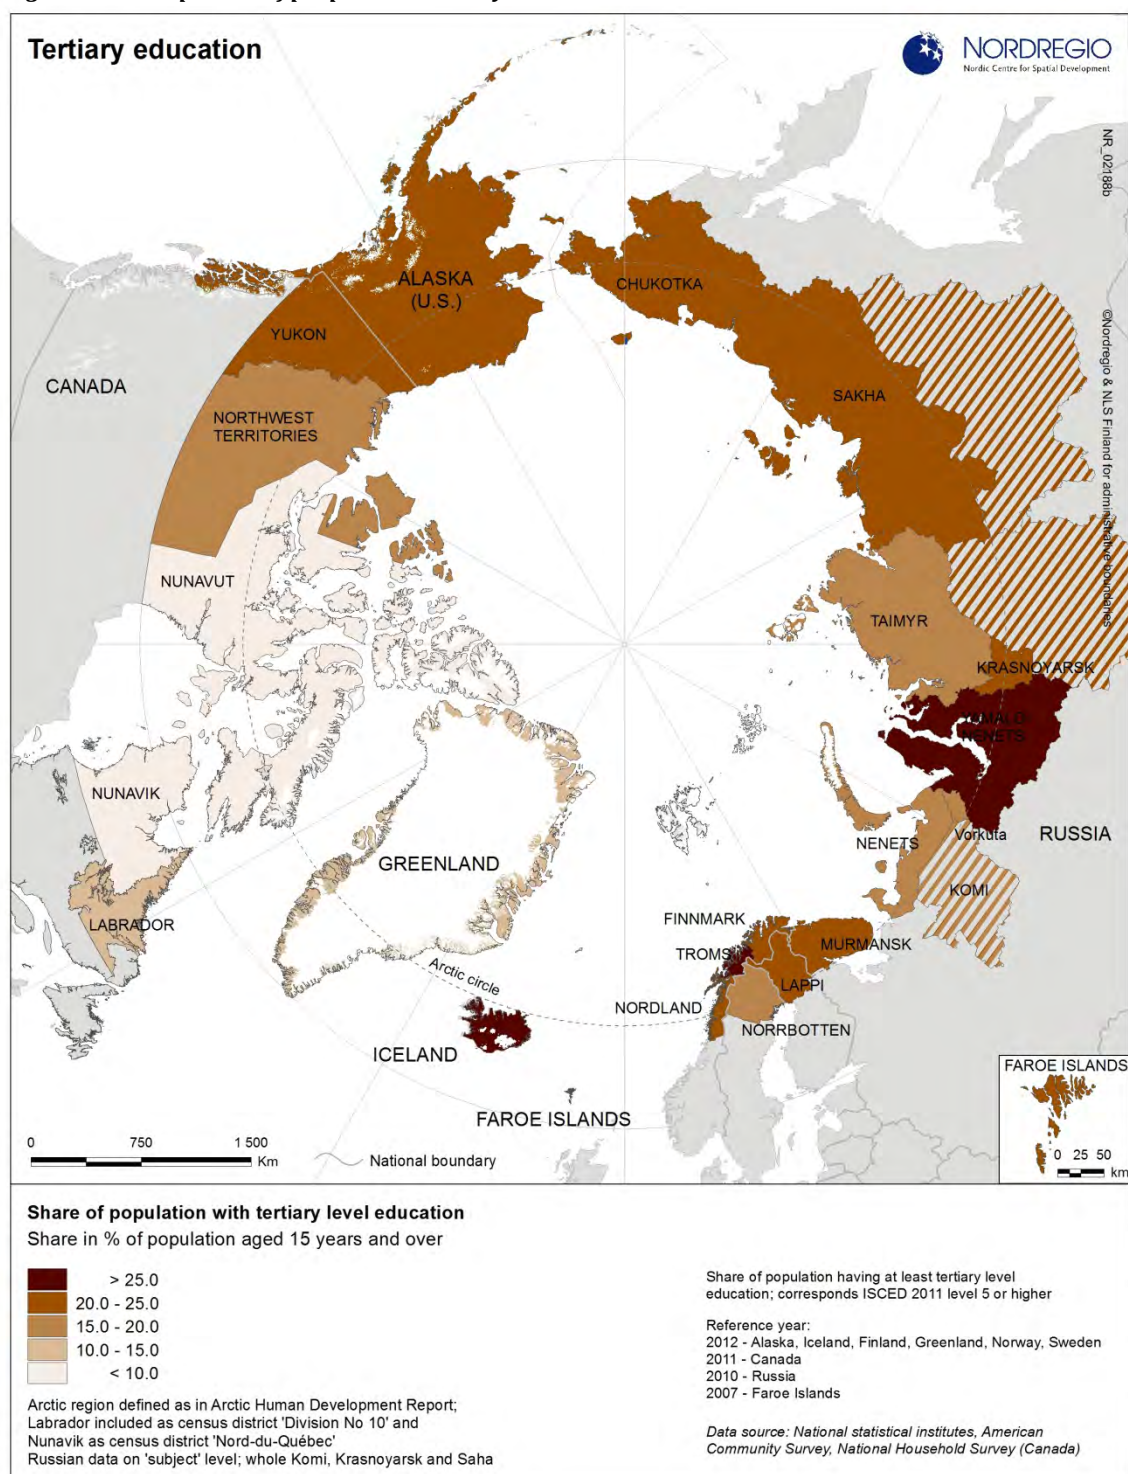 Tertiary education
NORDREGIO
Nordic Centre for Spatial Development
NR_02188b
©Nordregio & NLS Finland for administrative boundaries
ALASKA
(U.S.)
CHUKOTKA
YUKON
CANADA
SAKHA
NORTHWEST
TERRITORIES
NUNAVUT
TAIMYR
KRASNOYARSK
YAMALO-
NENETS
NUNAVIK
Vorkuta
RUSSIA
NENETS
GREENLAND
KOMI
LABRADOR
FINNMARK
MURMANSK
TROMS
Arctic circle
LAPPI
NORDLAND
NORRBOTTEN
ICELAND
FAROE ISLANDS
FAROE ISLANDS
0 25 50
km
0 750 1 500
Km
National boundary
Share of population with tertiary level education
Share in % of population aged 15 years and over
> 25.0
20.0 - 25.0
15.0 - 20.0
10.0 - 15.0
< 10.0
Arctic region defined as in Arctic Human Development Report;
Labrador included as census district 'Division No 10' and
Nunavik as census district 'Nord-du-Québec'
Russian data on 'subject' level; whole Komi, Krasnoyarsk and Saha
Share of population having at least tertiary level
education; corresponds ISCED 2011 level 5 or higher
Reference year:
2012 - Alaska, Iceland, Finland, Greenland, Norway, Sweden
2011 - Canada
2010 - Russia
2007 - Faroe Islands
Data source: National statistical institutes, American
Community Survey, National Household Survey (Canada)